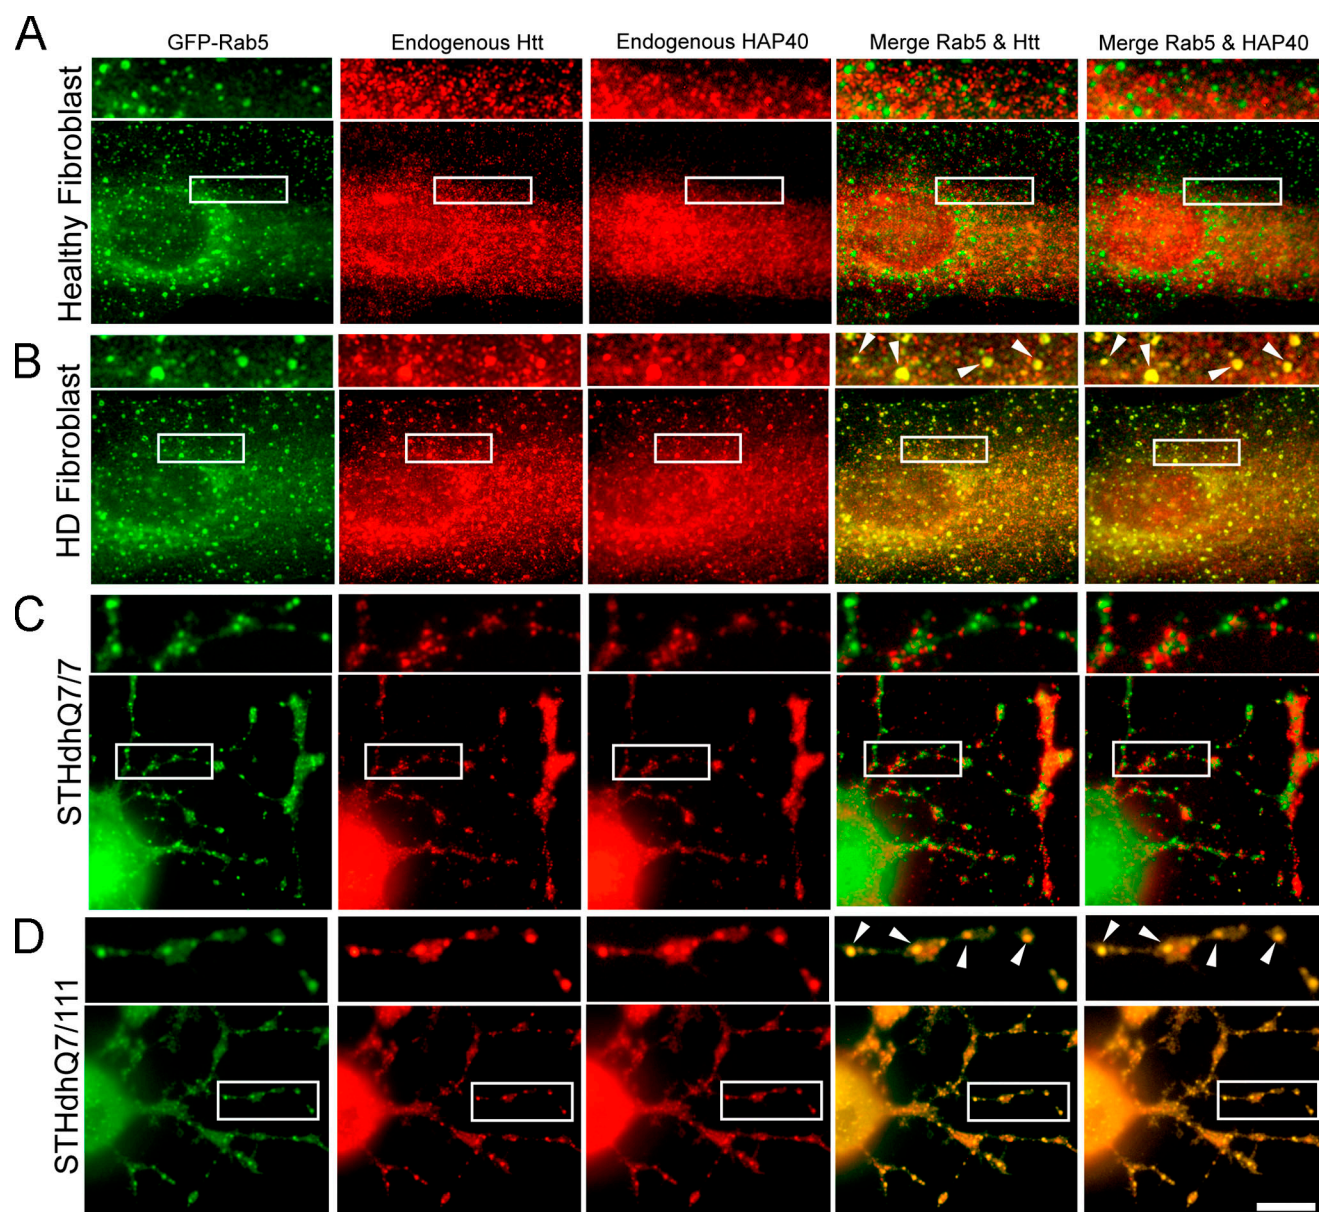 A
GFP-Rab5
Endogenous Htt
Endogenous HAP40
Merge Rab5 & Htt
Merge Rab5 & HAP40
Healthy Fibroblast
B
HD Fibroblast
C
STHdhQ7/7
D
STHdhQ7/111